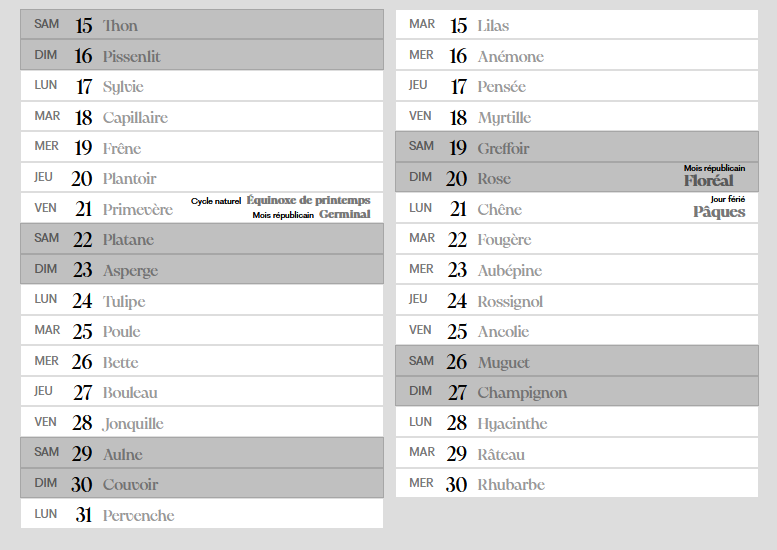 SAM 15 Thon
DIM 16 Pissenlit
LUN 17 Sylvie
MAR 18 Capillaire
MER 19 Frêne
JEU 20 Plantoir
VEN 21 Primevère Cycle naturel Équinoxe de printemps
Mois républicain Germinal
SAM 22 Platane
DIM 23 Asperge
LUN 24 Tulipe
MAR 25 Poule
MER 26 Bette
JEU 27 Bouleau
VEN 28 Jonquille
SAM 29 Aulne
DIM 30 Couvoir
LUN 31 Pervenche
MAR 15 Lilas
MER 16 Anémone
JEU 17 Pensée
VEN 18 Myrtille
SAM 19 Greffoir
DIM 20 Rose Mois républicain
Floréal
LUN 21 Chêne Jour férié
Pâques
MAR 22 Fougère
MER 23 Aubépine
JEU 24 Rossignol
VEN 25 Ancolie
SAM 26 Muguet
DIM 27 Champignon
LUN 28 Hyacinthe
MAR 29 Râteau
MER 30 Rhubarbe